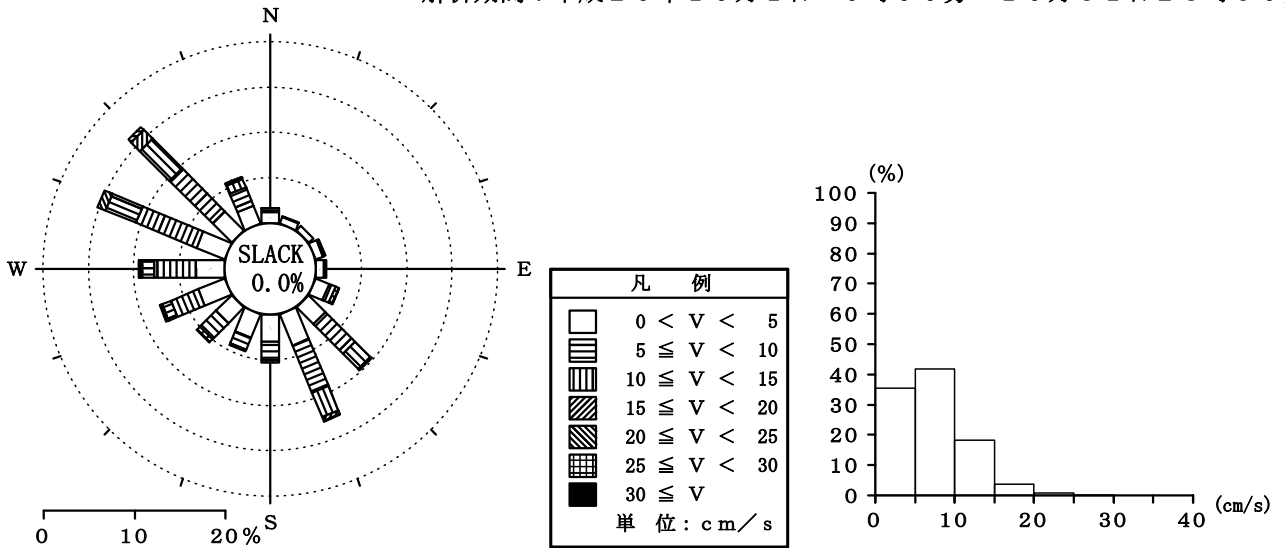 N
W
E
S
SLACK
0.0%
0 10 20%
凡 例
0 < V < 5
5 ≦ V < 10
10 ≦ V < 15
15 ≦ V < 20
20 ≦ V < 25
25 ≦ V < 30
30 ≦ V
単 位:cm/s
(%)
100
90
80
70
60
50
40
30
20
10
0
0 10 20 30 40 (cm/s)